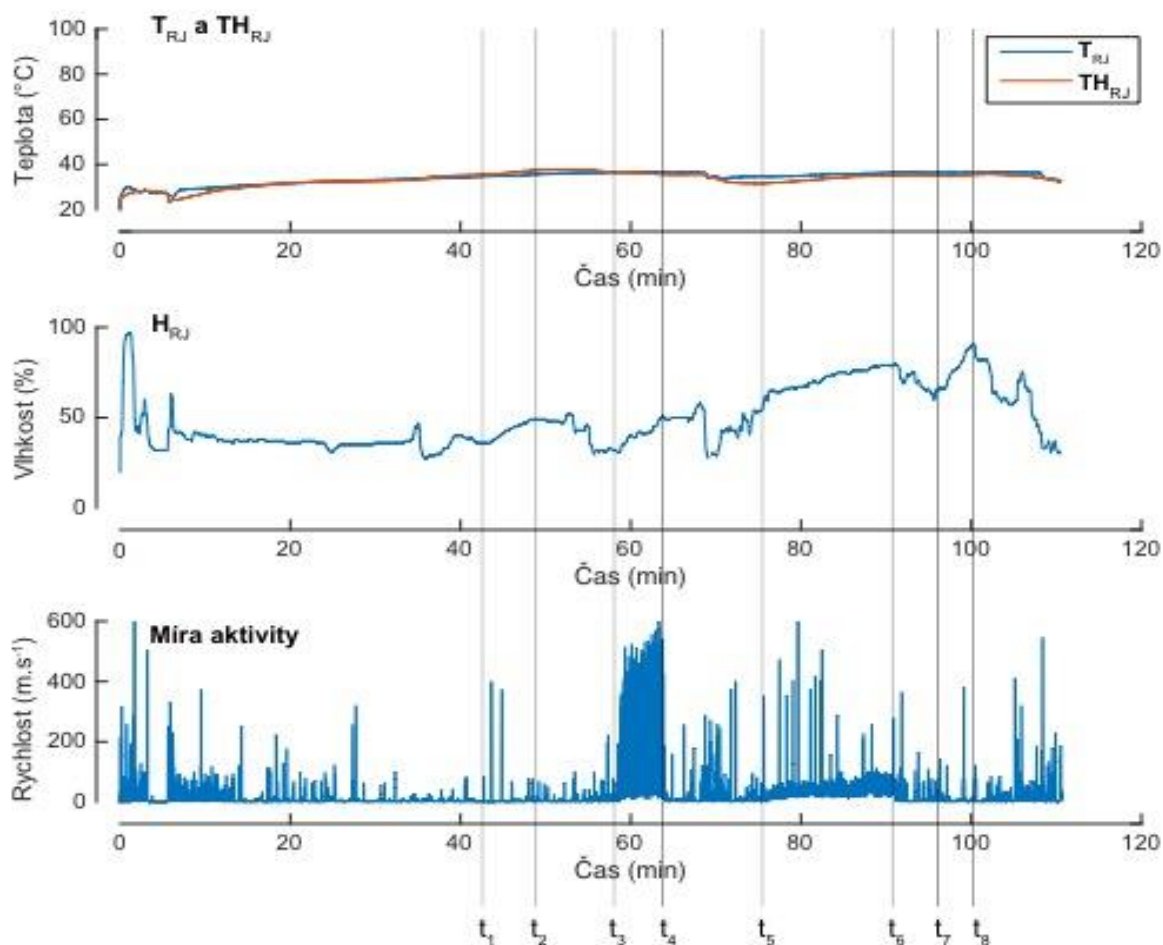 T_RJ a TH_RJ
Teplota (°C)
100
80
60
40
20
T_RJ
TH_RJ
0 20 40 60 80 100 120
Čas (min)
H_RJ
Vlhkost (%)
100
50
0
0 20 40 60 80 100 120
Čas (min)
Míra aktivity
Rychlost (m.s⁻¹)
600
400
200
0
0 20 40 60 80 100 120
Čas (min)
t₁ t₂ t₃ t₄ t₅ t₆ t₇ t₈